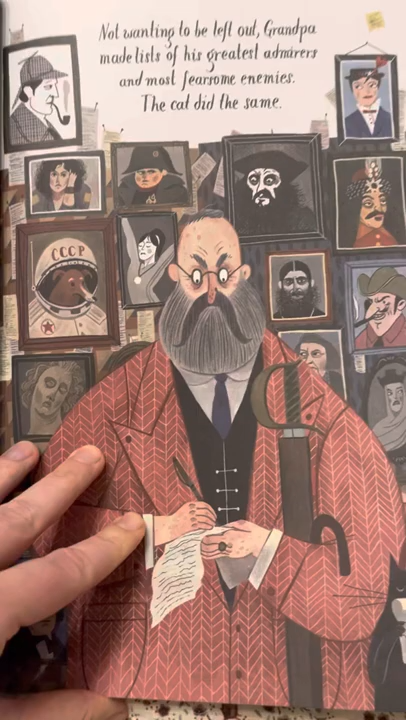 Not wanting to be left out, Grandpa
made lists of his greatest admirers
and most fearsome enemies.
The cat did the same.
CCCP